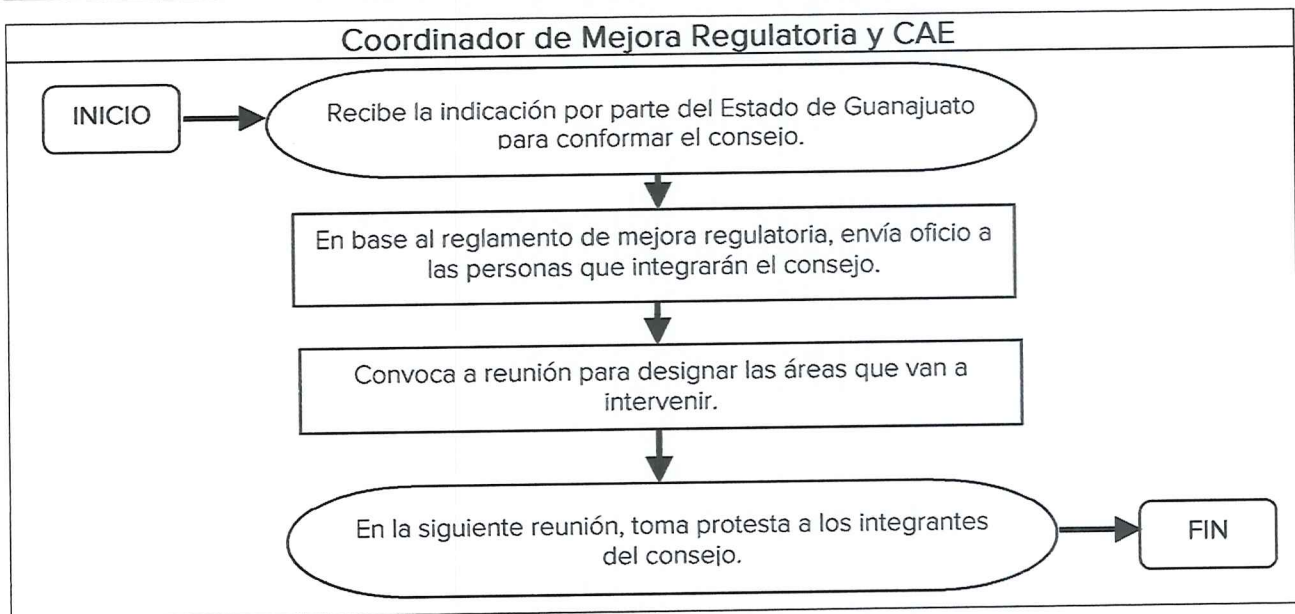 Coordinador de Mejora Regulatoria y CAE
INICIO
Recibe la indicación por parte del Estado de Guanajuato
para conformar el consejo.
En base al reglamento de mejora regulatoria, envía oficio a
las personas que integrarán el consejo.
Convoca a reunión para designar las áreas que van a
intervenir.
En la siguiente reunión, toma protesta a los integrantes
del consejo.
FIN